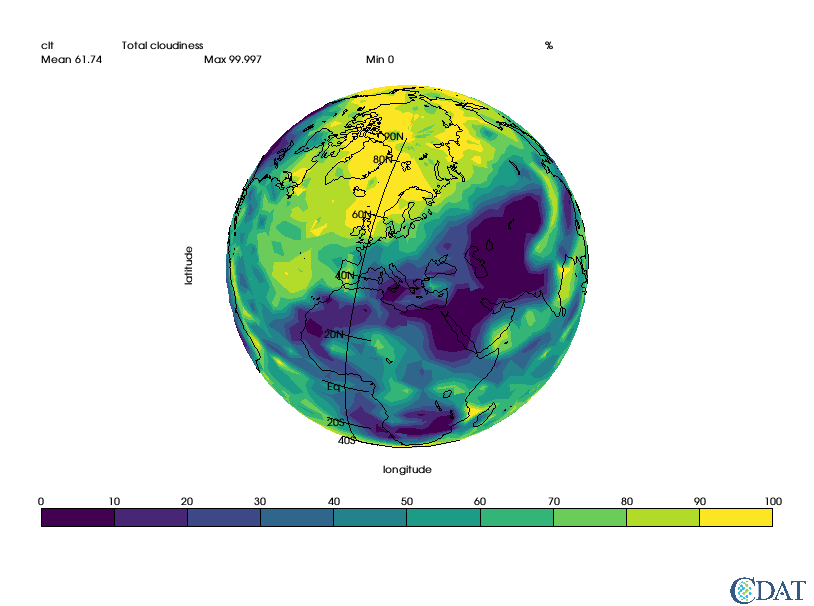 clt Total cloudiness %
Mean 61.74 Max 99.997 Min 0
90N
80N
60N
40N
20N
Eq
20S
40S
latitude
longitude
0 10 20 30 40 50 60 70 80 90 100
CDAT